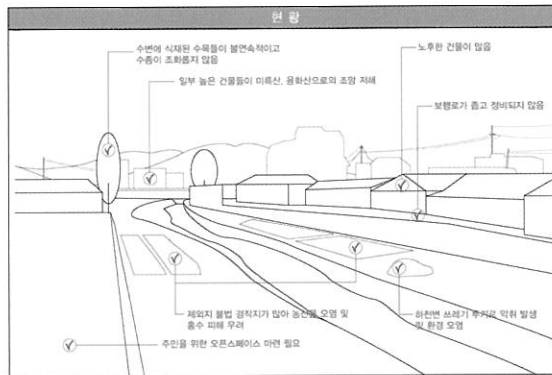 현 황
수변에 식재된 수목들이 불연속적이고
수종이 조화롭지 않음
노후한 건물이 많음
일부 높은 건물들이 미륵산, 용화산으로의 조망 저해
보행로가 좁고 정비되지 않음
제외지 불법 경작지가 많아 농산물 오염 및
홍수 피해 우려
하천변 쓰레기 투기로 악취 발생
및 환경 오염
주민을 위한 오픈스페이스 마련 필요